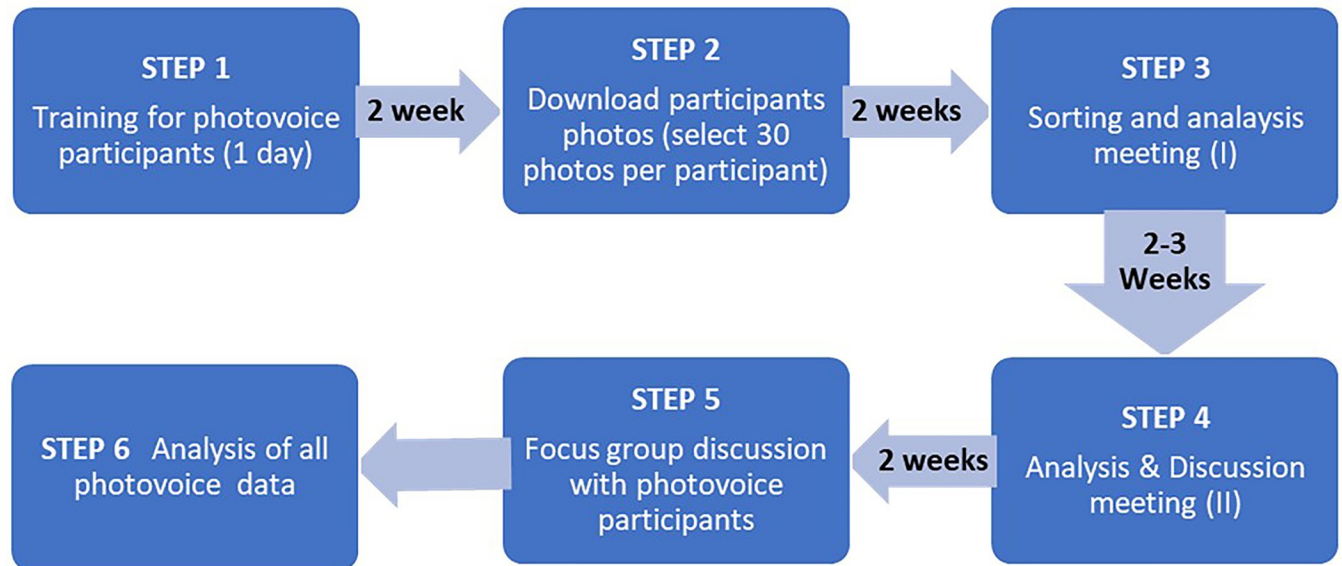 STEP 1
Training for photovoice
participants (1 day)
2 week
STEP 2
Download participants
photos (select 30
photos per participant)
2 weeks
STEP 3
Sorting and analaysis
meeting (I)
2-3
Weeks
STEP 4
Analysis & Discussion
meeting (II)
2 weeks
STEP 5
Focus group discussion
with photovoice
participants
STEP 6 Analysis of all
photovoice data